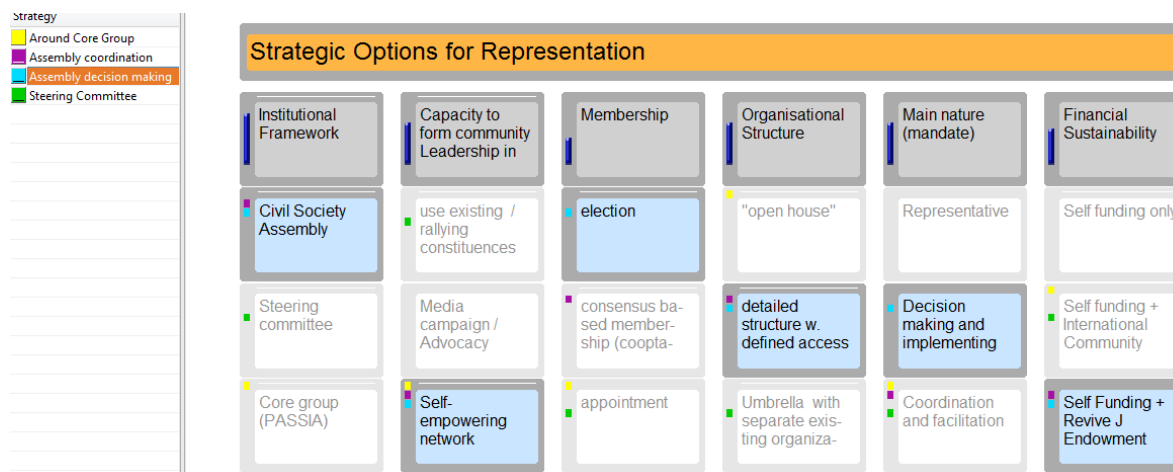 Strategy
Around Core Group
Assembly coordination
Assembly decision making
Steering Committee
Strategic Options for Representation
Institutional
Framework
Capacity to
form community
Leadership in
Membership
Organisational
Structure
Main nature
(mandate)
Financial
Sustainability
Civil Society
Assembly
use existing /
rallying
constituences
election
"open house"
Representative
Self funding only
Steering
committee
Media
campaign /
Advocacy
consensus ba-
sed member-
ship (coopta-
detailed
structure w.
defined access
Decision
making and
implementing
Self funding +
International
Community
Core group
(PASSIA)
Self-
empowering
network
appointment
Umbrella with
separate exis-
ting organiza-
Coordination
and facilitation
Self Funding +
Revive J
Endowment